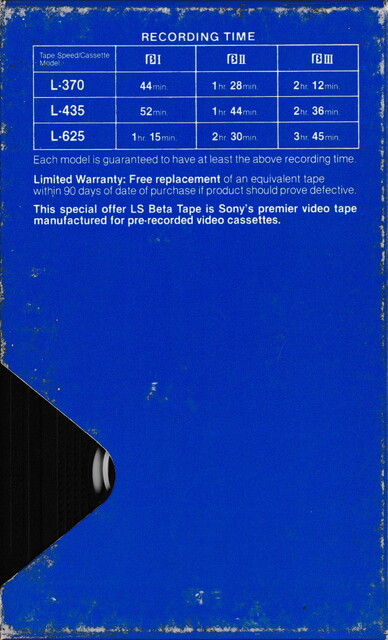 RECORDING TIME
Tape Speed/Cassette Model βI βII βIII
L-370 44min. 1hr. 28min. 2hr. 12min.
L-435 52min. 1hr. 44min. 2hr. 36min.
L-625 1hr. 15min. 2hr. 30min. 3hr. 45min.
Each model is guaranteed to have at least the above recording time.
Limited Warranty: Free replacement of an equivalent tape
within 90 days of date of purchase if product should prove defective.
This special offer LS Beta Tape is Sony's premier video tape
manufactured for pre-recorded video cassettes.